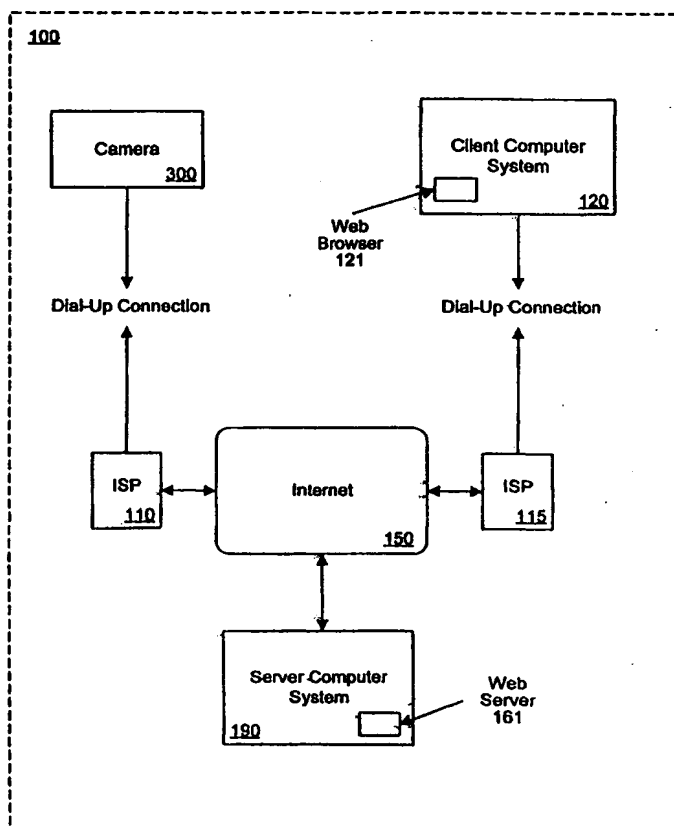 100
Camera
300
Client Computer
System
120
Web
Browser
121
Dial-Up Connection
Dial-Up Connection
ISP
110
Internet
150
ISP
115
Server Computer
System
190
Web
Server
161